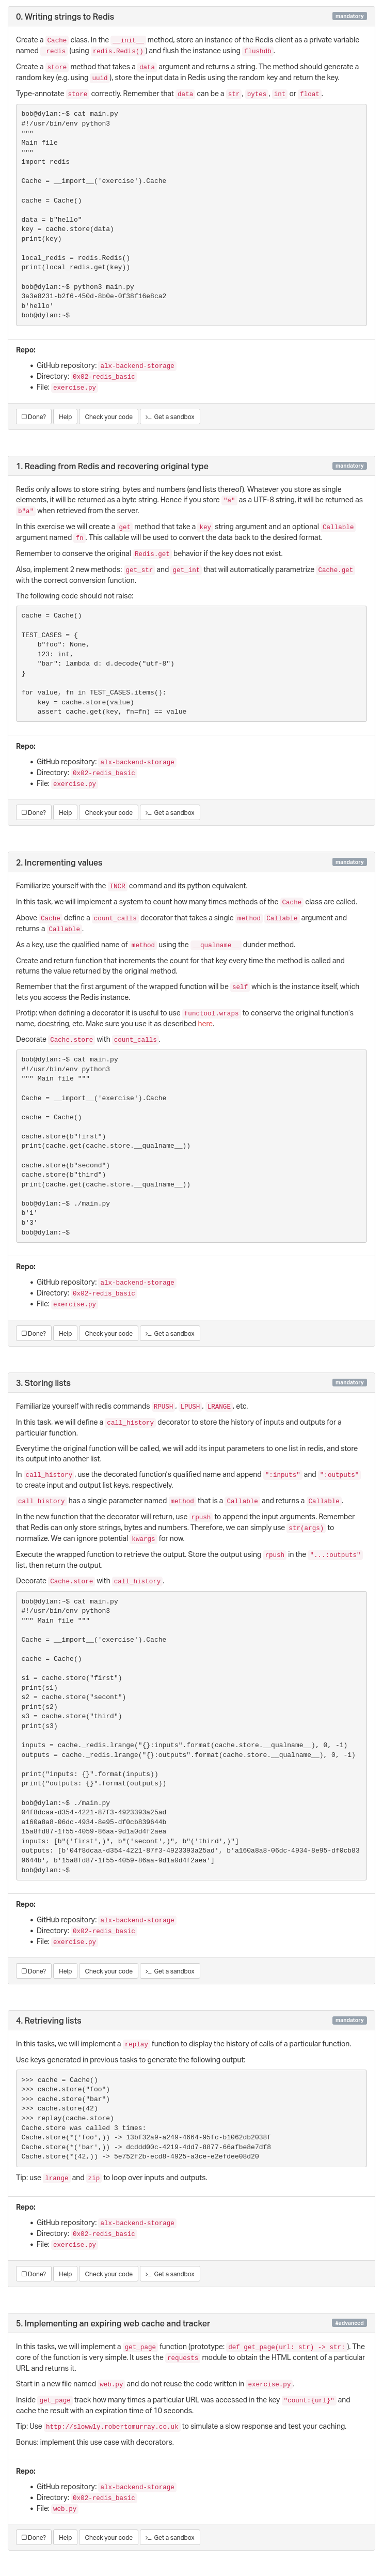 0. Writing strings to Redis
mandatory
Create a Cache class. In the __init__ method, store an instance of the Redis client as a private variable
named _redis (using redis.Redis() ) and flush the instance using flushdb .
Create a store method that takes a data argument and returns a string. The method should generate a
random key (e.g. using uuid ), store the input data in Redis using the random key and return the key.
Type-annotate store correctly. Remember that data can be a str , bytes , int or float .
bob@dylan:~$ cat main.py
#!/usr/bin/env python3
"""
Main file
"""
import redis

Cache = __import__('exercise').Cache

cache = Cache()

data = b"hello"
key = cache.store(data)
print(key)

local_redis = redis.Redis()
print(local_redis.get(key))

bob@dylan:~$ python3 main.py
3a3e8231-b2f6-450d-8b0e-0f38f16e8ca2
b'hello'
bob@dylan:~$
Repo:
• GitHub repository: alx-backend-storage
• Directory: 0x02-redis_basic
• File: exercise.py
Done? Help Check your code >_ Get a sandbox
1. Reading from Redis and recovering original type
mandatory
Redis only allows to store string, bytes and numbers (and lists thereof). Whatever you store as single
elements, it will be returned as a byte string. Hence if you store "a" as a UTF-8 string, it will be returned as
b"a" when retrieved from the server.
In this exercise we will create a get method that take a key string argument and an optional Callable
argument named fn . This callable will be used to convert the data back to the desired format.
Remember to conserve the original Redis.get behavior if the key does not exist.
Also, implement 2 new methods: get_str and get_int that will automatically parametrize Cache.get
with the correct conversion function.
The following code should not raise:
cache = Cache()

TEST_CASES = {
    b"foo": None,
    123: int,
    "bar": lambda d: d.decode("utf-8")
}

for value, fn in TEST_CASES.items():
    key = cache.store(value)
    assert cache.get(key, fn=fn) == value
Repo:
• GitHub repository: alx-backend-storage
• Directory: 0x02-redis_basic
• File: exercise.py
Done? Help Check your code >_ Get a sandbox
2. Incrementing values
mandatory
Familiarize yourself with the INCR command and its python equivalent.
In this task, we will implement a system to count how many times methods of the Cache class are called.
Above Cache define a count_calls decorator that takes a single method Callable argument and
returns a Callable .
As a key, use the qualified name of method using the __qualname__ dunder method.
Create and return function that increments the count for that key every time the method is called and
returns the value returned by the original method.
Remember that the first argument of the wrapped function will be self which is the instance itself, which
lets you access the Redis instance.
Protip: when defining a decorator it is useful to use functool.wraps to conserve the original function's
name, docstring, etc. Make sure you use it as described here.
Decorate Cache.store with count_calls .
bob@dylan:~$ cat main.py
#!/usr/bin/env python3
""" Main file """

Cache = __import__('exercise').Cache

cache = Cache()

cache.store(b"first")
print(cache.get(cache.store.__qualname__))

cache.store(b"second")
cache.store(b"third")
print(cache.get(cache.store.__qualname__))

bob@dylan:~$ ./main.py
b'1'
b'3'
bob@dylan:~$
Repo:
• GitHub repository: alx-backend-storage
• Directory: 0x02-redis_basic
• File: exercise.py
Done? Help Check your code >_ Get a sandbox
3. Storing lists
mandatory
Familiarize yourself with redis commands RPUSH , LPUSH , LRANGE , etc.
In this task, we will define a call_history decorator to store the history of inputs and outputs for a
particular function.
Everytime the original function will be called, we will add its input parameters to one list in redis, and store
its output into another list.
In call_history , use the decorated function's qualified name and append ":inputs" and ":outputs"
to create input and output list keys, respectively.
call_history has a single parameter named method that is a Callable and returns a Callable .
In the new function that the decorator will return, use rpush to append the input arguments. Remember
that Redis can only store strings, bytes and numbers. Therefore, we can simply use str(args) to
normalize. We can ignore potential kwargs for now.
Execute the wrapped function to retrieve the output. Store the output using rpush in the "...:outputs"
list, then return the output.
Decorate Cache.store with call_history .
bob@dylan:~$ cat main.py
#!/usr/bin/env python3
""" Main file """

Cache = __import__('exercise').Cache

cache = Cache()

s1 = cache.store("first")
print(s1)
s2 = cache.store("secont")
print(s2)
s3 = cache.store("third")
print(s3)

inputs = cache._redis.lrange("{}:inputs".format(cache.store.__qualname__), 0, -1)
outputs = cache._redis.lrange("{}:outputs".format(cache.store.__qualname__), 0, -1)

print("inputs: {}".format(inputs))
print("outputs: {}".format(outputs))

bob@dylan:~$ ./main.py
04f8dcaa-d354-4221-87f3-4923393a25ad
a160a8a8-06dc-4934-8e95-df0cb839644b
15a8fd87-1f55-4059-86aa-9d1a0d4f2aea
inputs: [b"('first',)", b"('secont',)", b"('third',)"]
outputs: [b'04f8dcaa-d354-4221-87f3-4923393a25ad', b'a160a8a8-06dc-4934-8e95-df0cb83
9644b', b'15a8fd87-1f55-4059-86aa-9d1a0d4f2aea']
bob@dylan:~$
Repo:
• GitHub repository: alx-backend-storage
• Directory: 0x02-redis_basic
• File: exercise.py
Done? Help Check your code >_ Get a sandbox
4. Retrieving lists
mandatory
In this tasks, we will implement a replay function to display the history of calls of a particular function.
Use keys generated in previous tasks to generate the following output:
>>> cache = Cache()
>>> cache.store("foo")
>>> cache.store("bar")
>>> cache.store(42)
>>> replay(cache.store)
Cache.store was called 3 times:
Cache.store(*('foo',)) -> 13bf32a9-a249-4664-95fc-b1062db2038f
Cache.store(*('bar',)) -> dcddd00c-4219-4dd7-8877-66afbe8e7df8
Cache.store(*(42,)) -> 5e752f2b-ecd8-4925-a3ce-e2efdee08d20
Tip: use lrange and zip to loop over inputs and outputs.
Repo:
• GitHub repository: alx-backend-storage
• Directory: 0x02-redis_basic
• File: exercise.py
Done? Help Check your code >_ Get a sandbox
5. Implementing an expiring web cache and tracker
#advanced
In this tasks, we will implement a get_page function (prototype: def get_page(url: str) -> str: ). The
core of the function is very simple. It uses the requests module to obtain the HTML content of a particular
URL and returns it.
Start in a new file named web.py and do not reuse the code written in exercise.py .
Inside get_page track how many times a particular URL was accessed in the key "count:{url}" and
cache the result with an expiration time of 10 seconds.
Tip: Use http://slowwly.robertomurray.co.uk to simulate a slow response and test your caching.
Bonus: implement this use case with decorators.
Repo:
• GitHub repository: alx-backend-storage
• Directory: 0x02-redis_basic
• File: web.py
Done? Help Check your code >_ Get a sandbox